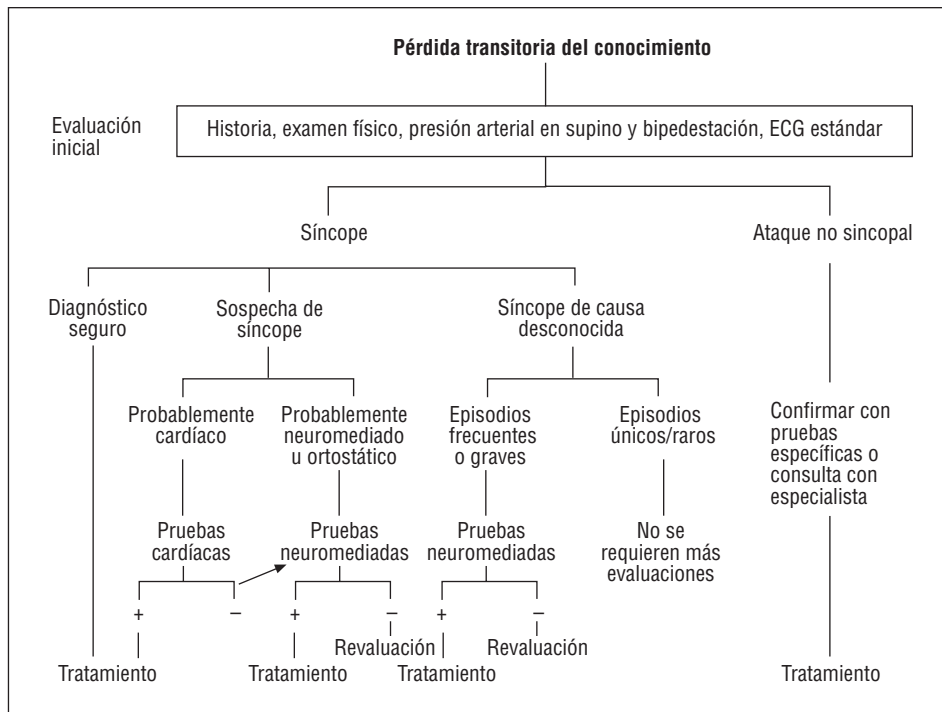 Pérdida transitoria del conocimiento
Evaluación
inicial
Historia, examen físico, presión arterial en supino y bipedestación, ECG estándar
Síncope
Ataque no sincopal
Diagnóstico
seguro
Sospecha de
síncope
Síncope de causa
desconocida
Probablemente
cardíaco
Probablemente
neuromediado
u ortostático
Episodios
frecuentes
o graves
Episodios
únicos/raros
Confirmar con
pruebas
específicas o
consulta con
especialista
Pruebas
cardíacas
Pruebas
neuromediadas
Pruebas
neuromediadas
No se
requieren más
evaluaciones
+
–
+
–
+
–
Revaluación
Revaluación
Tratamiento
Tratamiento
Tratamiento
Tratamiento